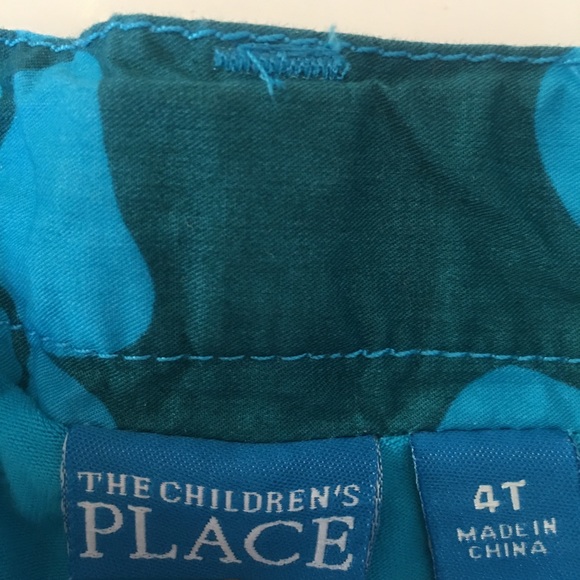 THE CHILDREN'S
PLACE
4T
MADE IN
CHINA